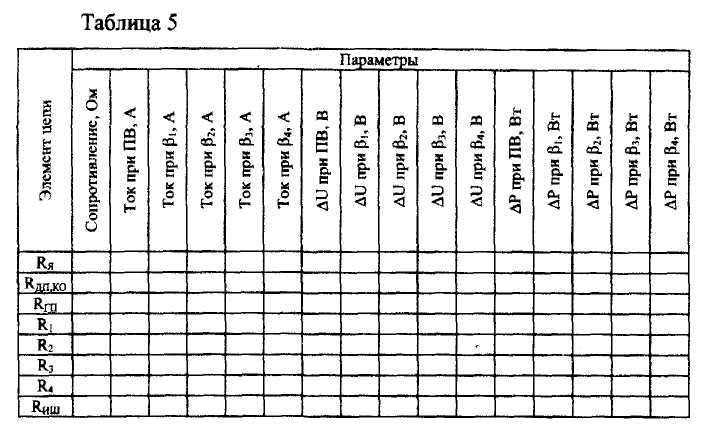 Таблица 5
Параметры
Элемент цепи
Сопротивление, Ом
Ток при ПВ, А
Ток при β₁, А
Ток при β₂, А
Ток при β₃, А
Ток при β₄, А
ΔU при ПВ, В
ΔU при β₁, В
ΔU при β₂, В
ΔU при β₃, В
ΔU при β₄, В
ΔP при ПВ, Вт
ΔP при β₁, Вт
ΔP при β₂, Вт
ΔP при β₃, Вт
ΔP при β₄, Вт
Rя
Rдп,ко
Rгп
R₁
R₂
R₃
R₄
Rиш